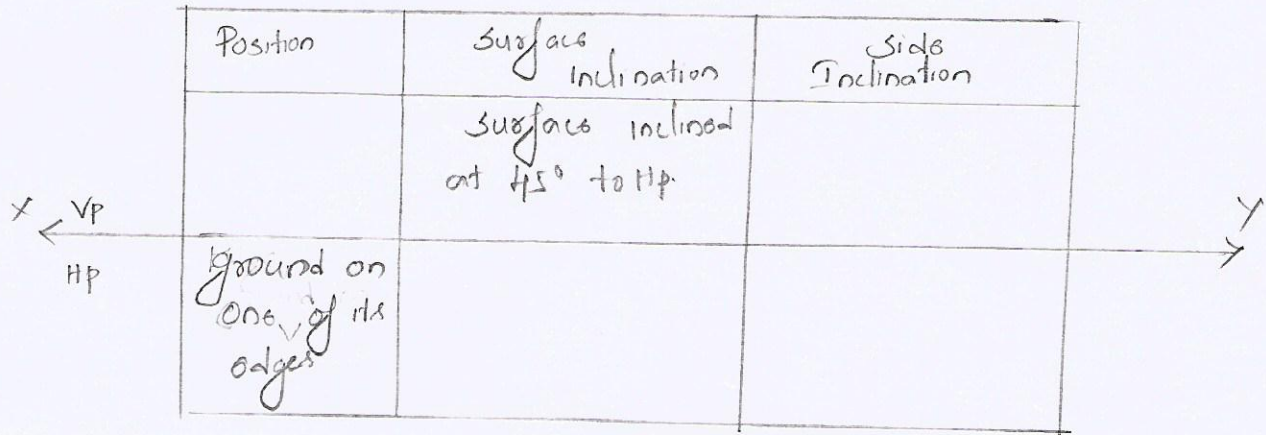 Position
Surface
Inclination
Side
Inclination
Surface inclined
at 45° to Hp.
X
VP
Y
HP
ground on
one of its
edges